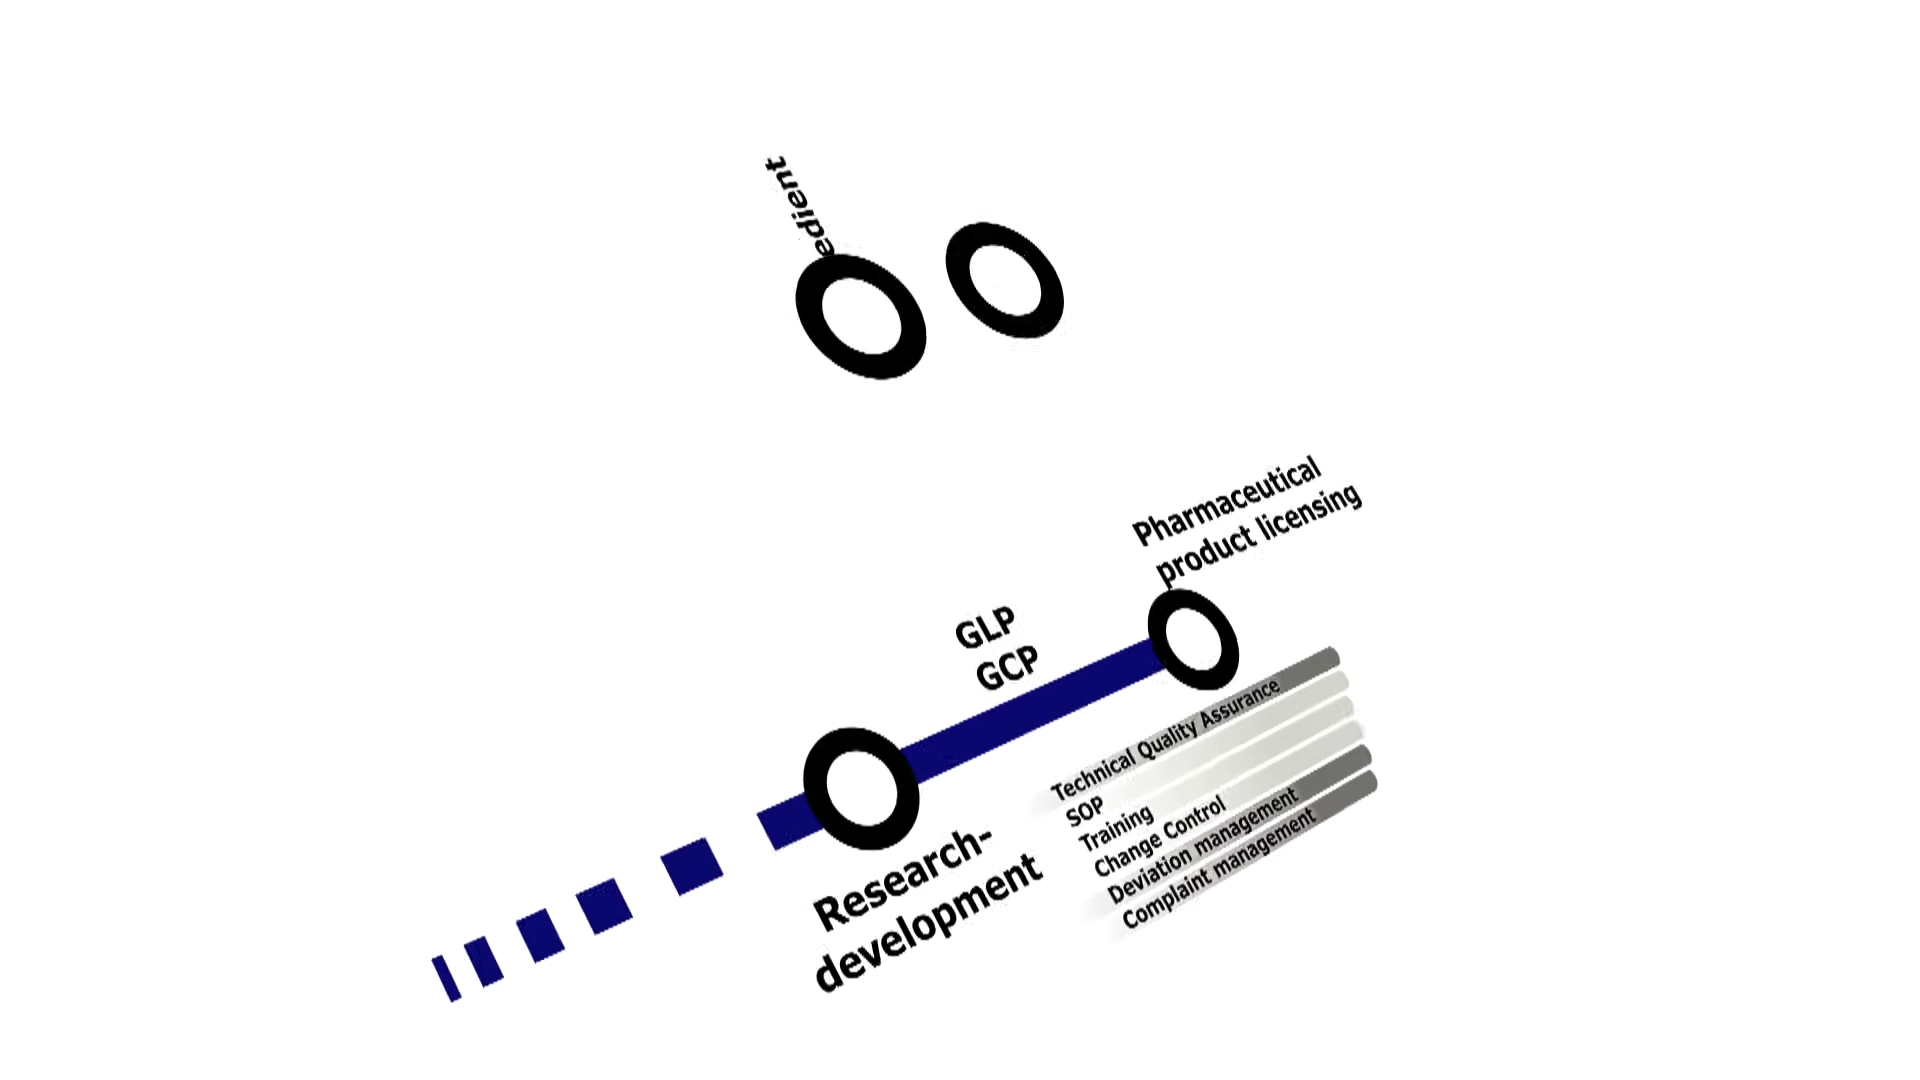 edient
Pharmaceutical
product licensing
GLP
GCP
Technical Quality Assurance
SOP
Training
Change Control
Deviation management
Complaint management
Research-
development